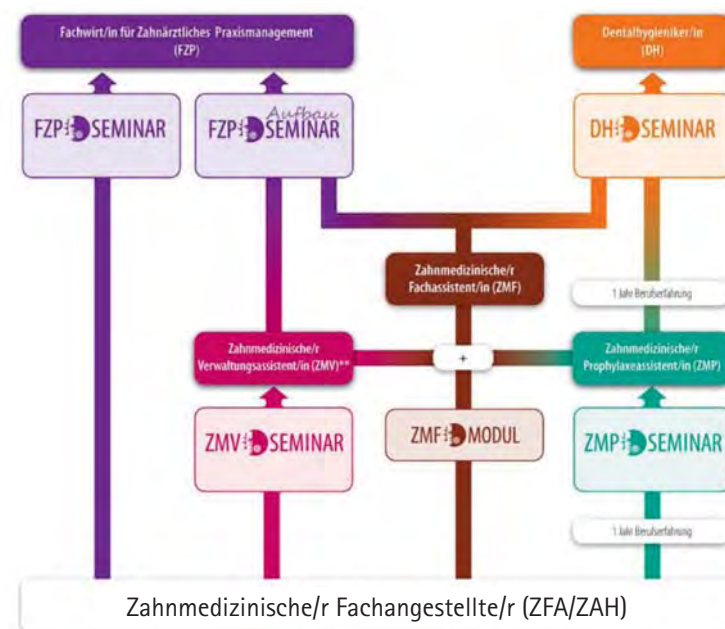 Fachwirt/in für Zahnärztliches Praxismanagement
(FZP)
Dentalhygieniker/in
(DH)
FZP SEMINAR
Aufbau
FZP SEMINAR
DH SEMINAR
Zahnmedizinische/r
Fachassistent/in (ZMF)
1 Jahr Berufserfahrung
Zahnmedizinische/r
Verwaltungsassistent/in (ZMV)**
+
Zahnmedizinische/r
Prophylaxeassistent/in (ZMP)
ZMV SEMINAR
ZMF MODUL
ZMP SEMINAR
1 Jahr Berufserfahrung
Zahnmedizinische/r Fachangestellte/r (ZFA/ZAH)